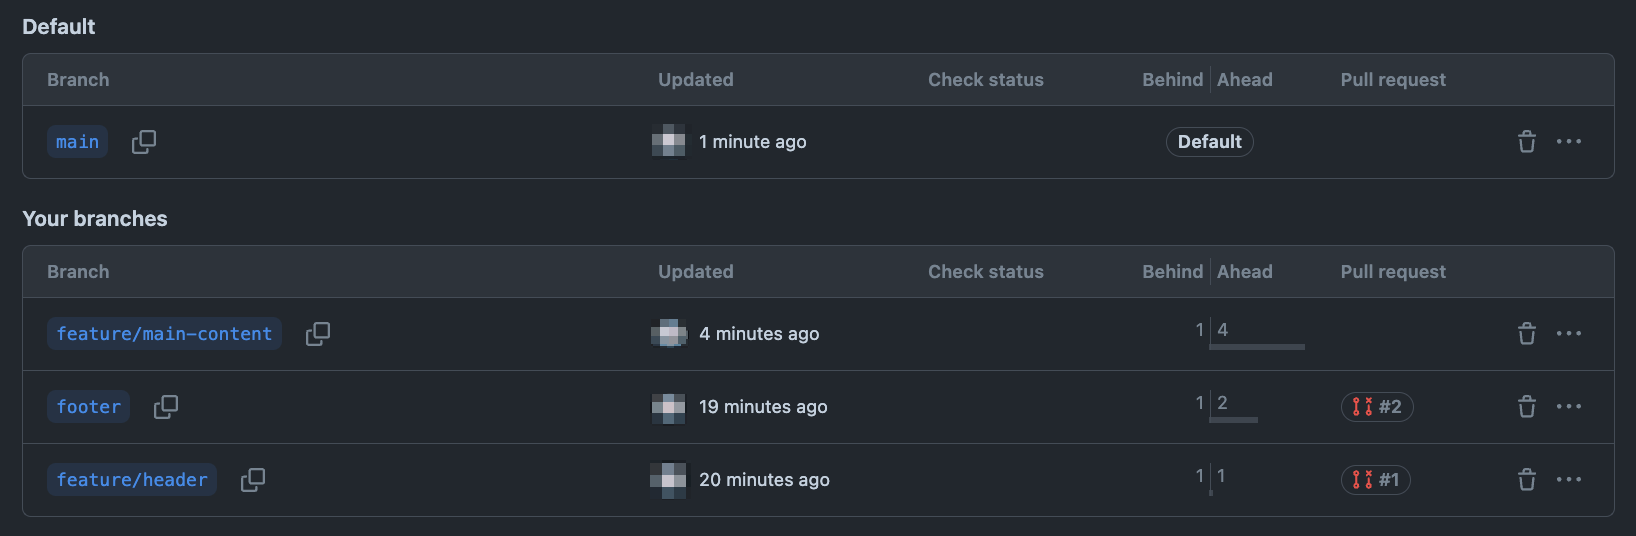 Default
Branch Updated Check status Behind Ahead Pull request
main 1 minute ago Default
Your branches
Branch Updated Check status Behind Ahead Pull request
feature/main-content 4 minutes ago 1 4
footer 19 minutes ago 1 2 #2
feature/header 20 minutes ago 1 1 #1